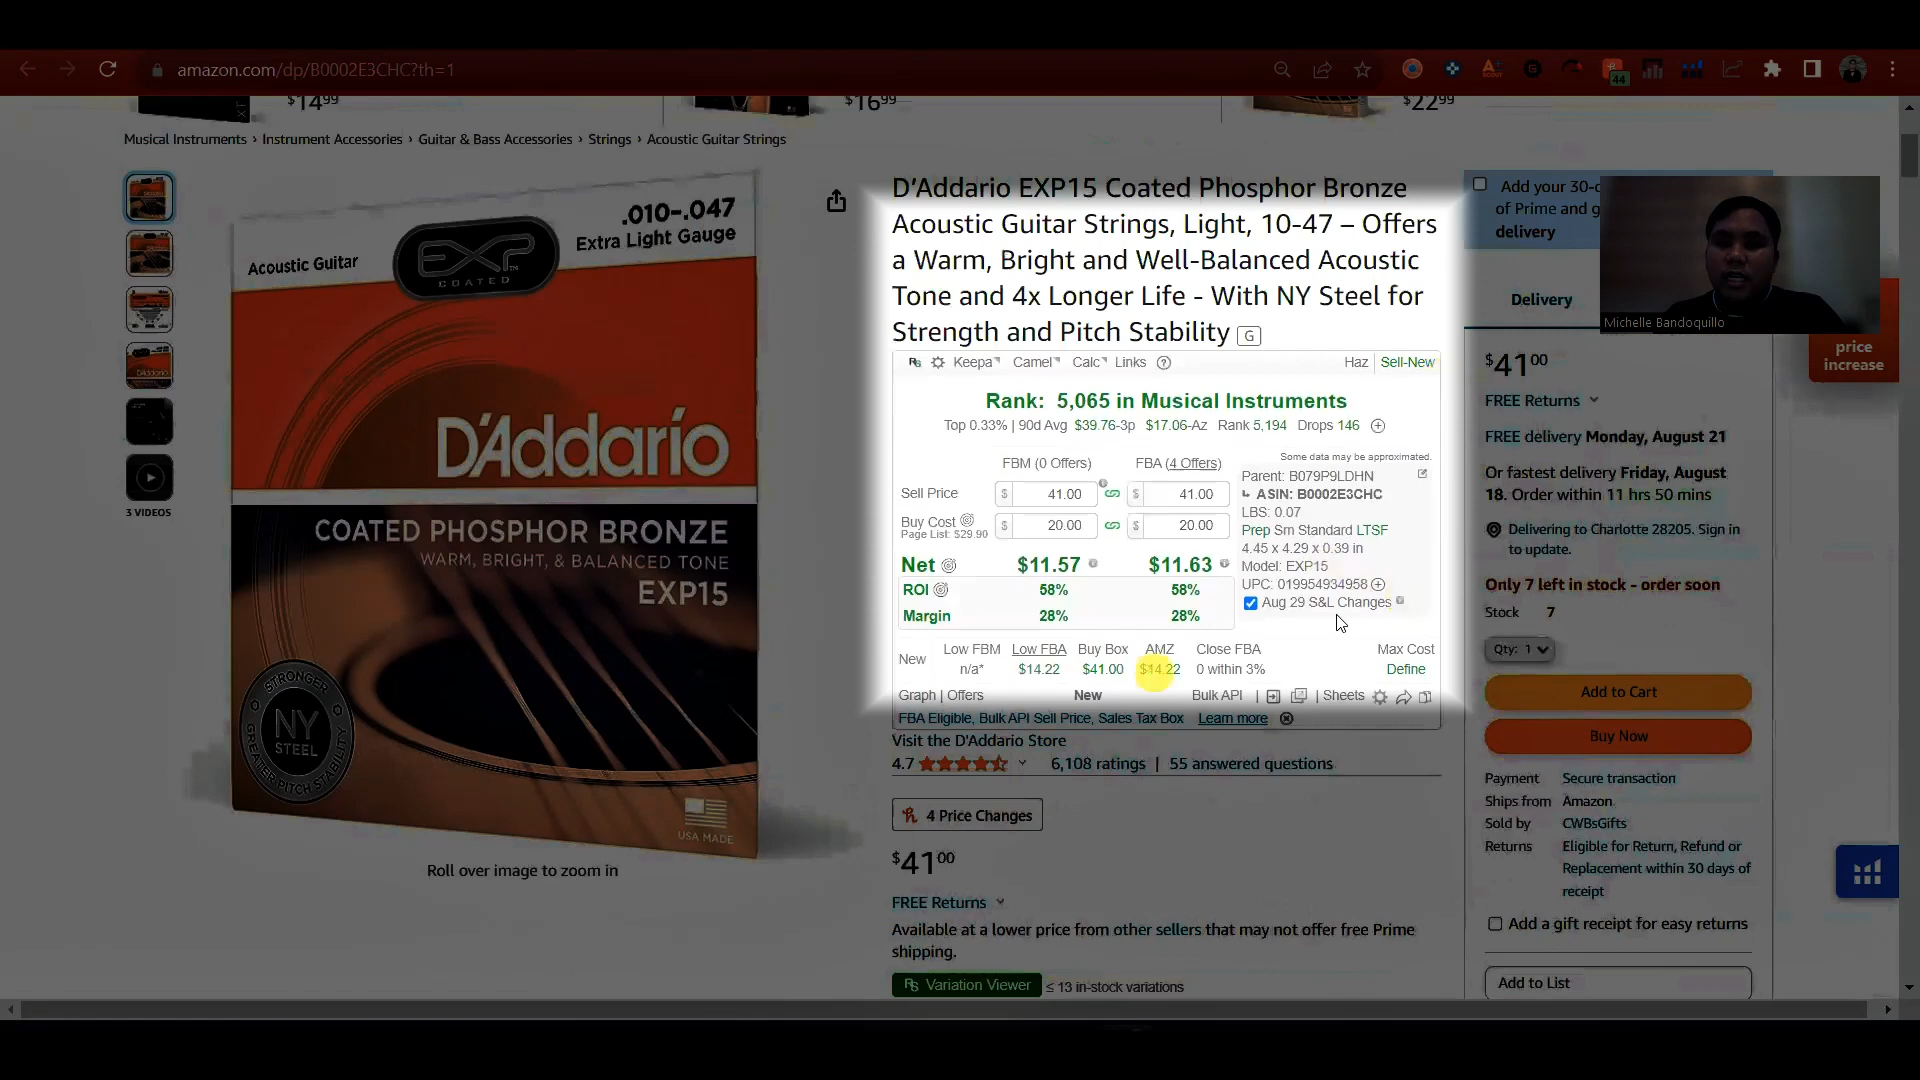 amazon.com/dp/B0002E3CHC?th=1
44
$14.99
$16.99
$22.99
Musical Instruments › Instrument Accessories › Guitar & Bass Accessories › Strings › Acoustic Guitar Strings
3 VIDEOS
Acoustic Guitar
EXP
COATED
.010-.047
Extra Light Gauge
D'Addario
COATED PHOSPHOR BRONZE
WARM, BRIGHT, & BALANCED TONE
EXP15
STRONGER
NY
STEEL
GREATER PITCH STABILITY
USA MADE
Roll over image to zoom in
D’Addario EXP15 Coated Phosphor Bronze
Acoustic Guitar Strings, Light, 10-47 – Offers
a Warm, Bright and Well-Balanced Acoustic
Tone and 4x Longer Life - With NY Steel for
Strength and Pitch Stability G
Keepa Camel Calc Links ? Haz Sell-New
Rank: 5,065 in Musical Instruments
Top 0.33% | 90d Avg $39.76-3p $17.06-Az Rank 5,194 Drops 146
Some data may be approximated.
FBM (0 Offers) FBA (4 Offers)
Sell Price $ 41.00 $ 41.00
Buy Cost $ 20.00 $ 20.00
Page List: $29.90
Net $11.57 $11.63
ROI 58% 58%
Margin 28% 28%
Parent: B079P9LDHN
ASIN: B0002E3CHC
LBS: 0.07
Prep Sm Standard LTSF
4.45 x 4.29 x 0.39 in
Model: EXP15
UPC: 019954934958
Aug 29 S&L Changes
New
Low FBM Low FBA Buy Box AMZ Close FBA Max Cost
n/a* $14.22 $41.00 $14.22 0 within 3% Define
Graph | Offers New Bulk API | | Sheets
FBA Eligible, Bulk API Sell Price, Sales Tax Box Learn more
Visit the D'Addario Store
4.7 6,108 ratings | 55 answered questions
4 Price Changes
$41.00
FREE Returns
Available at a lower price from other sellers that may not offer free Prime
shipping.
Variation Viewer ≤ 13 in-stock variations
Add your 30-d
of Prime and g
delivery
Michelle Bandoquillo
price
increase
Delivery
$41.00
FREE Returns
FREE delivery Monday, August 21
Or fastest delivery Friday, August
18. Order within 11 hrs 50 mins
Delivering to Charlotte 28205. Sign in
to update.
Only 7 left in stock - order soon
Stock 7
Qty: 1
Add to Cart
Buy Now
Payment Secure transaction
Ships from Amazon
Sold by CWBsGifts
Returns Eligible for Return, Refund or
Replacement within 30 days of
receipt
Add a gift receipt for easy returns
Add to List